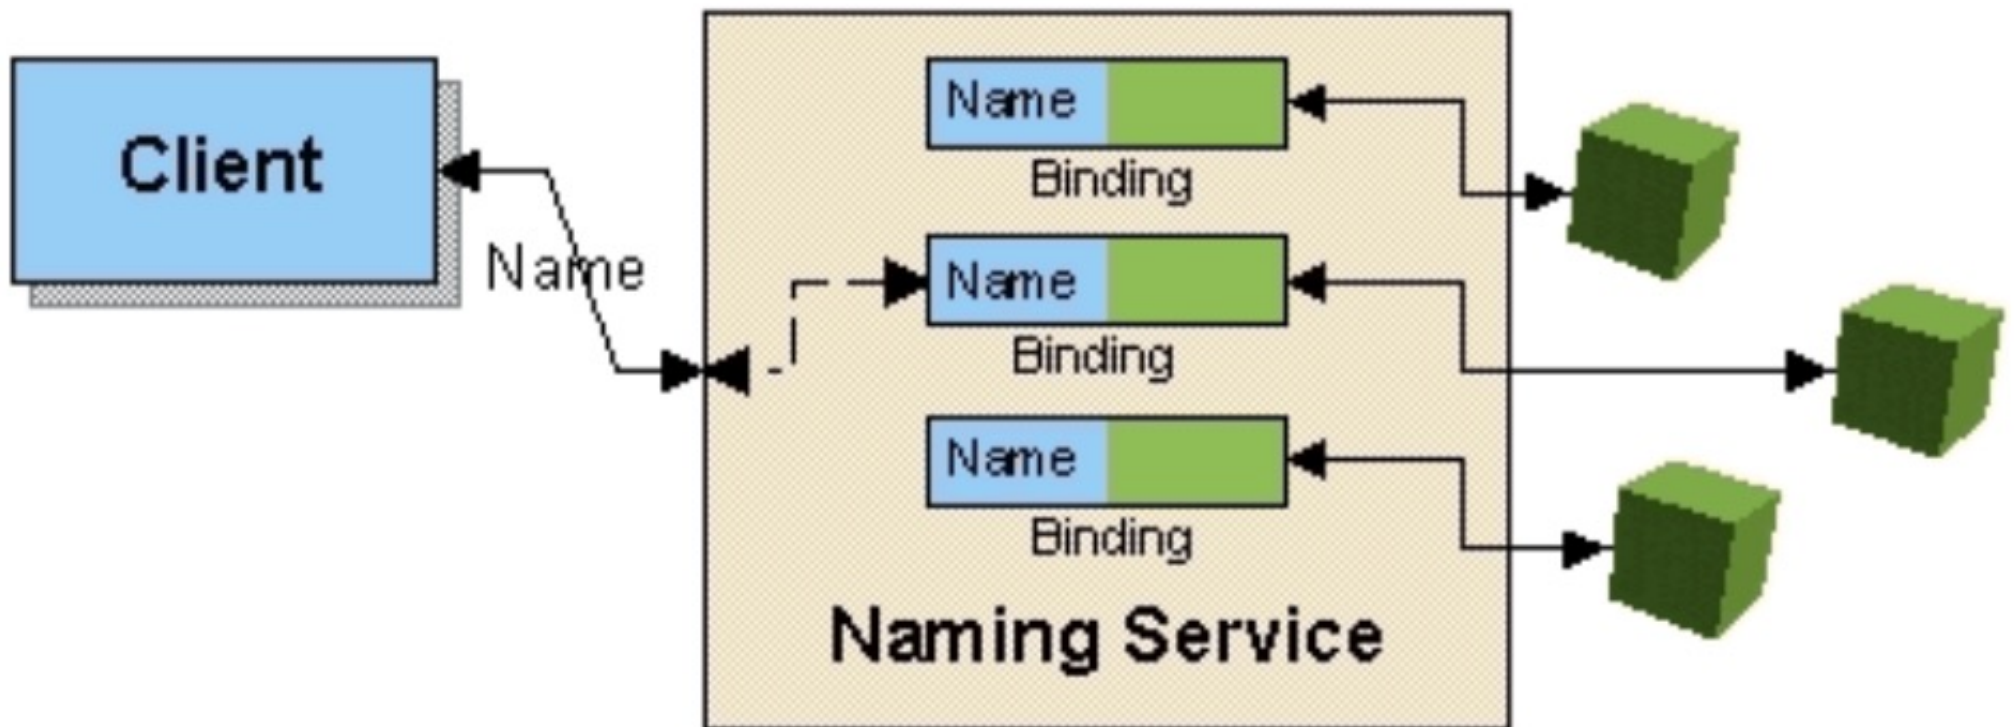 Client
Name
Name
Binding
Name
Binding
Name
Binding
Naming Service